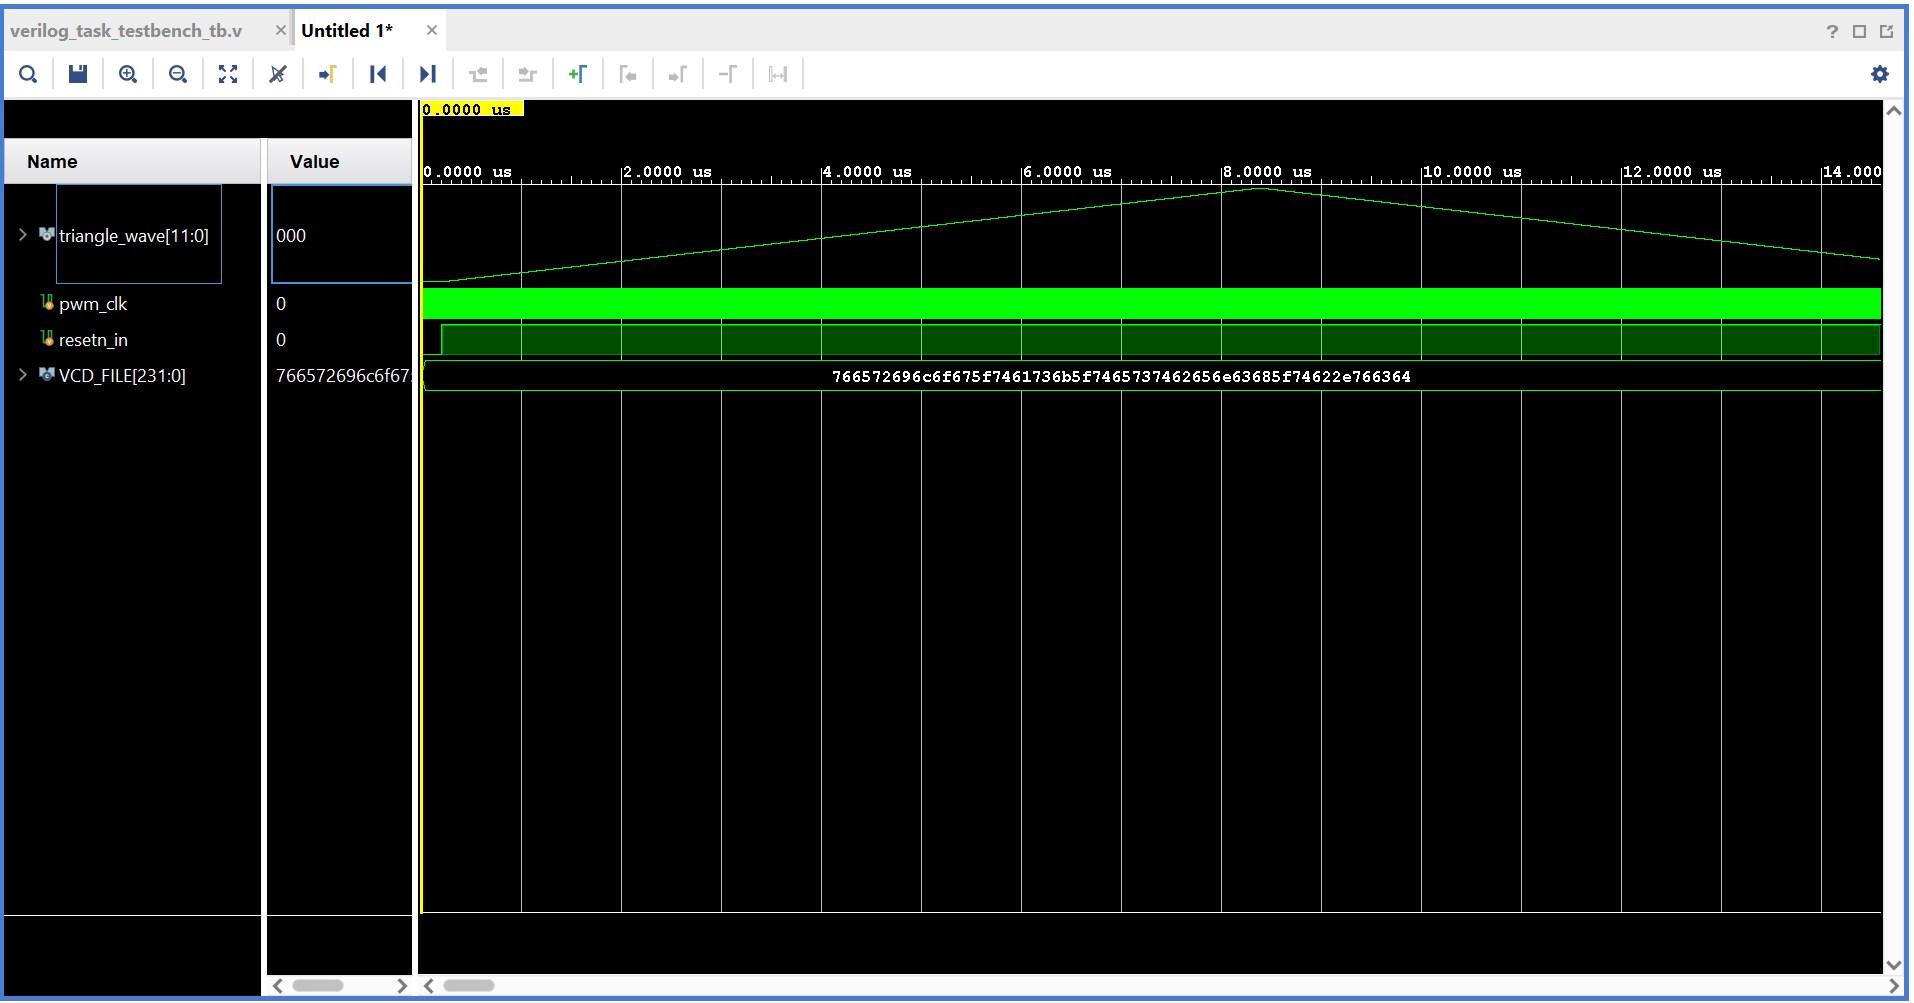 verilog_task_testbench_tb.v × Untitled 1* × ?
0.0000 us
Name Value
0.0000 us 2.0000 us 4.0000 us 6.0000 us 8.0000 us 10.0000 us 12.0000 us 14.000
triangle_wave[11:0] 000
pwm_clk 0
resetn_in 0
VCD_FILE[231:0] 766572696c6f67 766572696c6f675f7461736b5f7465737462656e63685f74622e766364